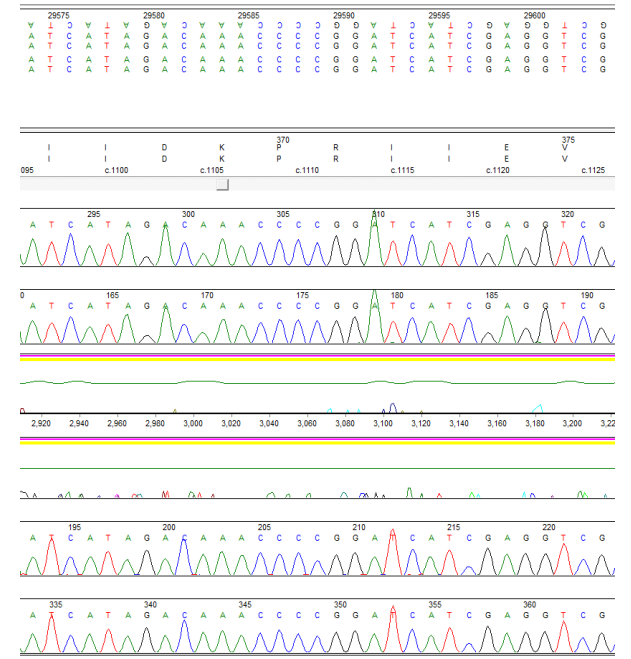 29575 29580 29585 29590 29595 29600
A T C A T A G A C A A A C C C C G G A T C A T C G A G G T C G
A T C A T A G A C A A A C C C C G G A T C A T C G A G G T C G
A T C A T A G A C A A A C C C C G G A T C A T C G A G G T C G
A T C A T A G A C A A A C C C C G G A T C A T C G A G G T C G
A T C A T A G A C A A A C C C C G G A T C A T C G A G G T C G
370 375
I I D K P R I I E V
I I D K P R I I E V
095 c.1100 c.1105 c.1110 c.1115 c.1120 c.1125
295 300 305 310 315 320
A T C A T A G A C A A A C C C C G G A T C A T C G A G G T C G
0 165 170 175 180 185 190
A T C A T A G A C A A A C C C C G G A T C A T C G A G G T C G
2,920 2,940 2,960 2,980 3,000 3,020 3,040 3,060 3,080 3,100 3,120 3,140 3,160 3,180 3,200 3,22
195 200 205 210 215 220
A T C A T A G A C A A A C C C C G G A T C A T C G A G G T C G
335 340 345 350 355 360
A T C A T A G A C A A A C C C C G G A T C A T C G A G G T C G